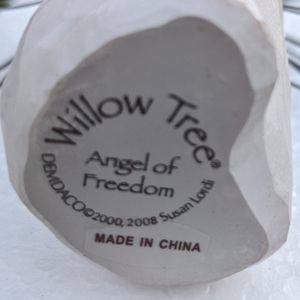 Willow Tree®
Angel of
Freedom
DEMDACO©2000, 2008 Susan Lordi
MADE IN CHINA